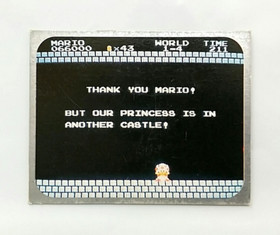 MARIO WORLD TIME
066000 ×43 1-4 211
THANK YOU MARIO!
BUT OUR PRINCESS IS IN
ANOTHER CASTLE!